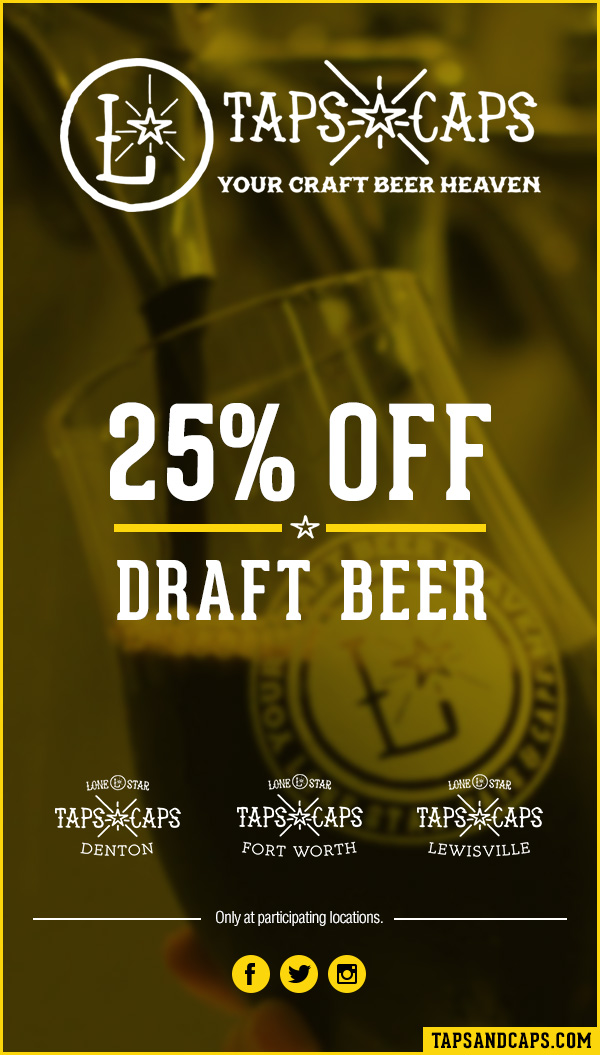 L
TAPS CAPS
YOUR CRAFT BEER HEAVEN
25% OFF
DRAFT BEER
LONE L STAR
TAPS CAPS
DENTON
LONE L STAR
TAPS CAPS
FORT WORTH
LONE L STAR
TAPS CAPS
LEWISVILLE
Only at participating locations.
TAPSANDCAPS.COM